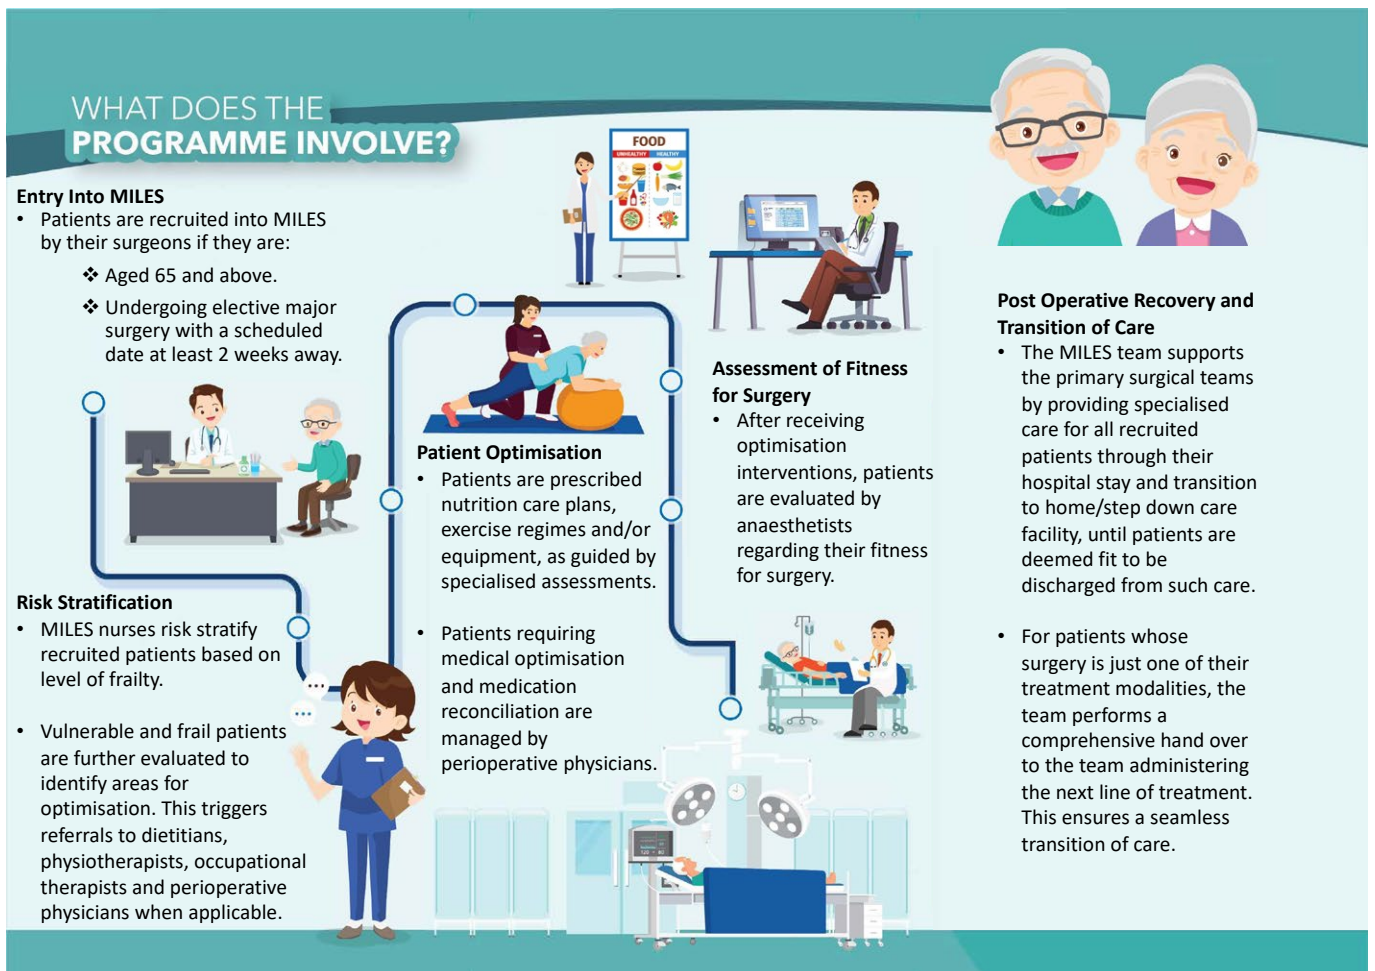 WHAT DOES THE
PROGRAMME INVOLVE?
Entry Into MILES
• Patients are recruited into MILES
by their surgeons if they are:
❖ Aged 65 and above.
❖ Undergoing elective major
surgery with a scheduled
date at least 2 weeks away.
Risk Stratification
• MILES nurses risk stratify
recruited patients based on
level of frailty.
• Vulnerable and frail patients
are further evaluated to
identify areas for
optimisation. This triggers
referrals to dietitians,
physiotherapists, occupational
therapists and perioperative
physicians when applicable.
FOOD
UNHEALTHY HEALTHY
Patient Optimisation
• Patients are prescribed
nutrition care plans,
exercise regimes and/or
equipment, as guided by
specialised assessments.
• Patients requiring
medical optimisation
and medication
reconciliation are
managed by
perioperative physicians.
Assessment of Fitness
for Surgery
• After receiving
optimisation
interventions, patients
are evaluated by
anaesthetists
regarding their fitness
for surgery.
Post Operative Recovery and
Transition of Care
• The MILES team supports
the primary surgical teams
by providing specialised
care for all recruited
patients through their
hospital stay and transition
to home/step down care
facility, until patients are
deemed fit to be
discharged from such care.
• For patients whose
surgery is just one of their
treatment modalities, the
team performs a
comprehensive hand over
to the team administering
the next line of treatment.
This ensures a seamless
transition of care.